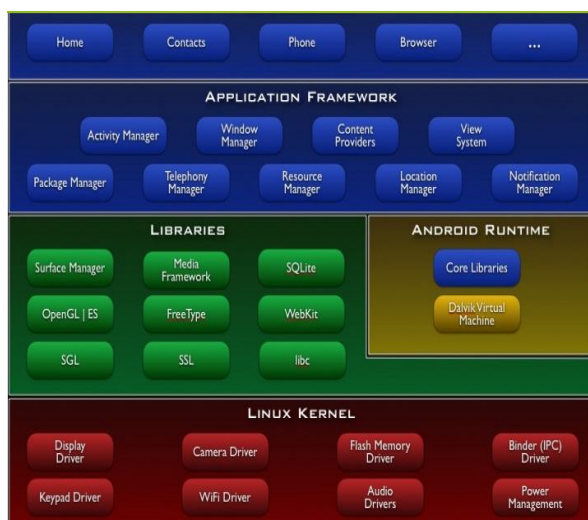 Home
Contacts
Phone
Browser
...
APPLICATION FRAMEWORK
Activity Manager
Window
Manager
Content
Providers
View
System
Package Manager
Telephony
Manager
Resource
Manager
Location
Manager
Notification
Manager
LIBRARIES
Surface Manager
Media
Framework
SQLite
OpenGL | ES
FreeType
WebKit
SGL
SSL
libc
ANDROID RUNTIME
Core Libraries
Dalvik Virtual
Machine
LINUX KERNEL
Display
Driver
Camera Driver
Flash Memory
Driver
Binder (IPC)
Driver
Keypad Driver
WiFi Driver
Audio
Drivers
Power
Management